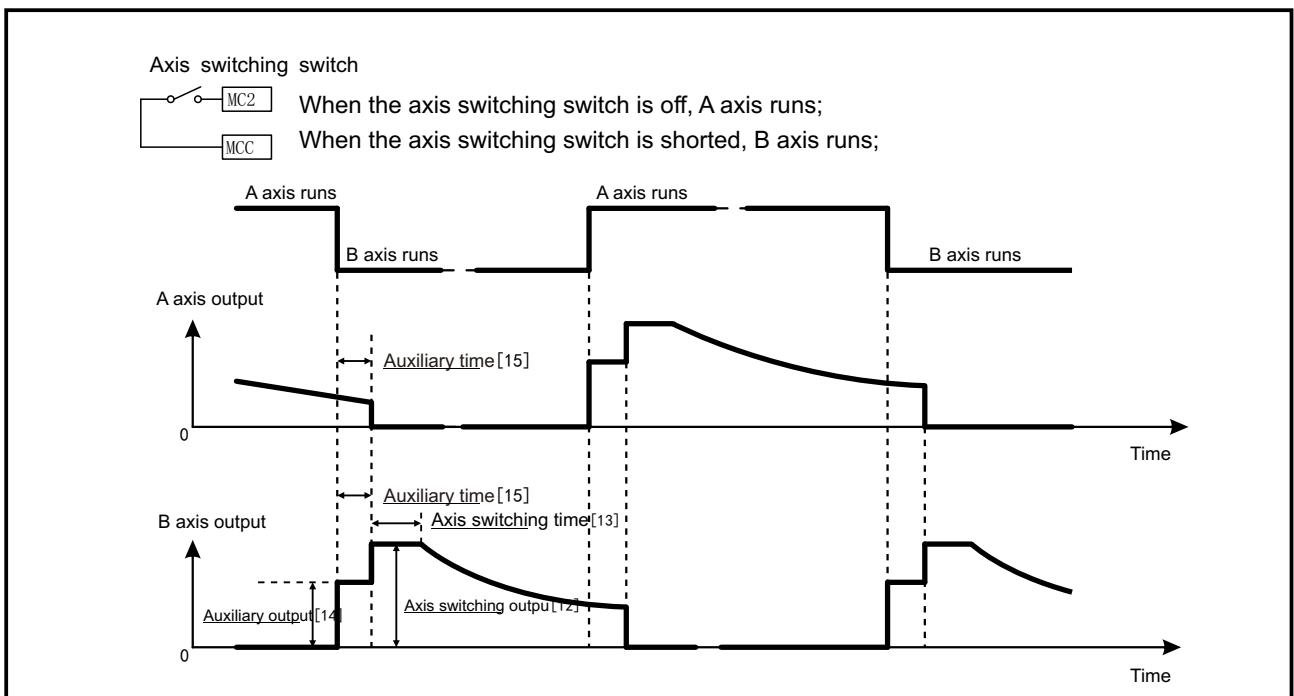 Axis switching switch
MC2
When the axis switching switch is off, A axis runs;
MCC
When the axis switching switch is shorted, B axis runs;
A axis runs
A axis runs
B axis runs
B axis runs
A axis output
Auxiliary time[15]
0
Time
Auxiliary time[15]
B axis output
Axis switching time[13]
Auxiliary output[14]
Axis switching outpu[12]
0
Time